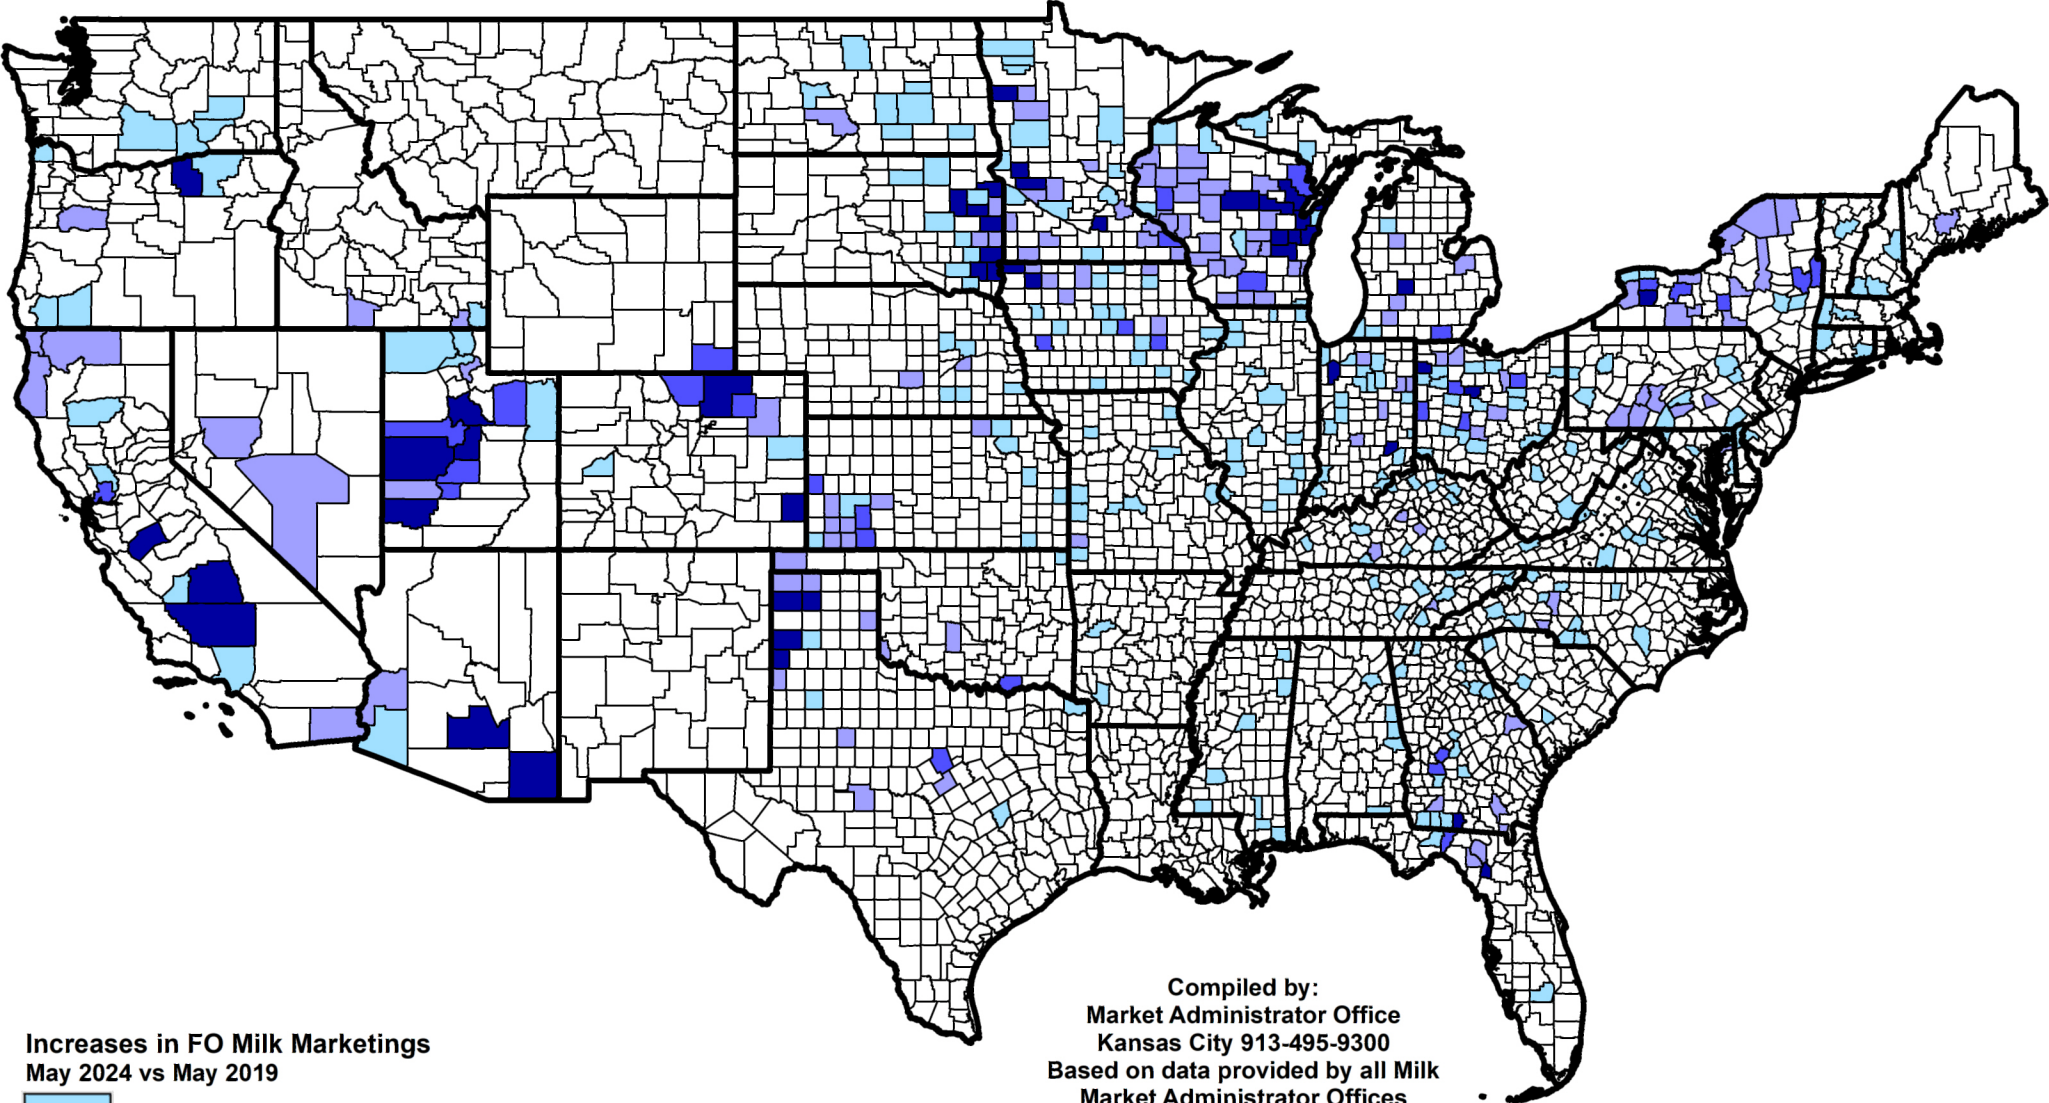 Increases in FO Milk Marketings
May 2024 vs May 2019
Compiled by:
Market Administrator Office
Kansas City 913-495-9300
Based on data provided by all Milk
Market Administrator Offices